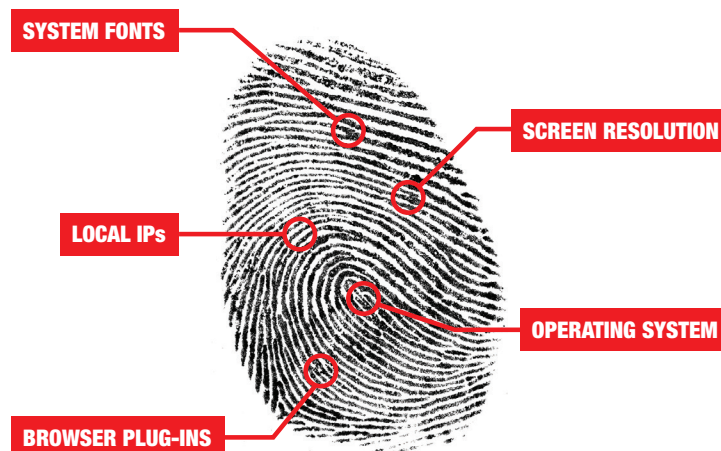 SYSTEM FONTS
SCREEN RESOLUTION
LOCAL IPs
OPERATING SYSTEM
BROWSER PLUG-INS